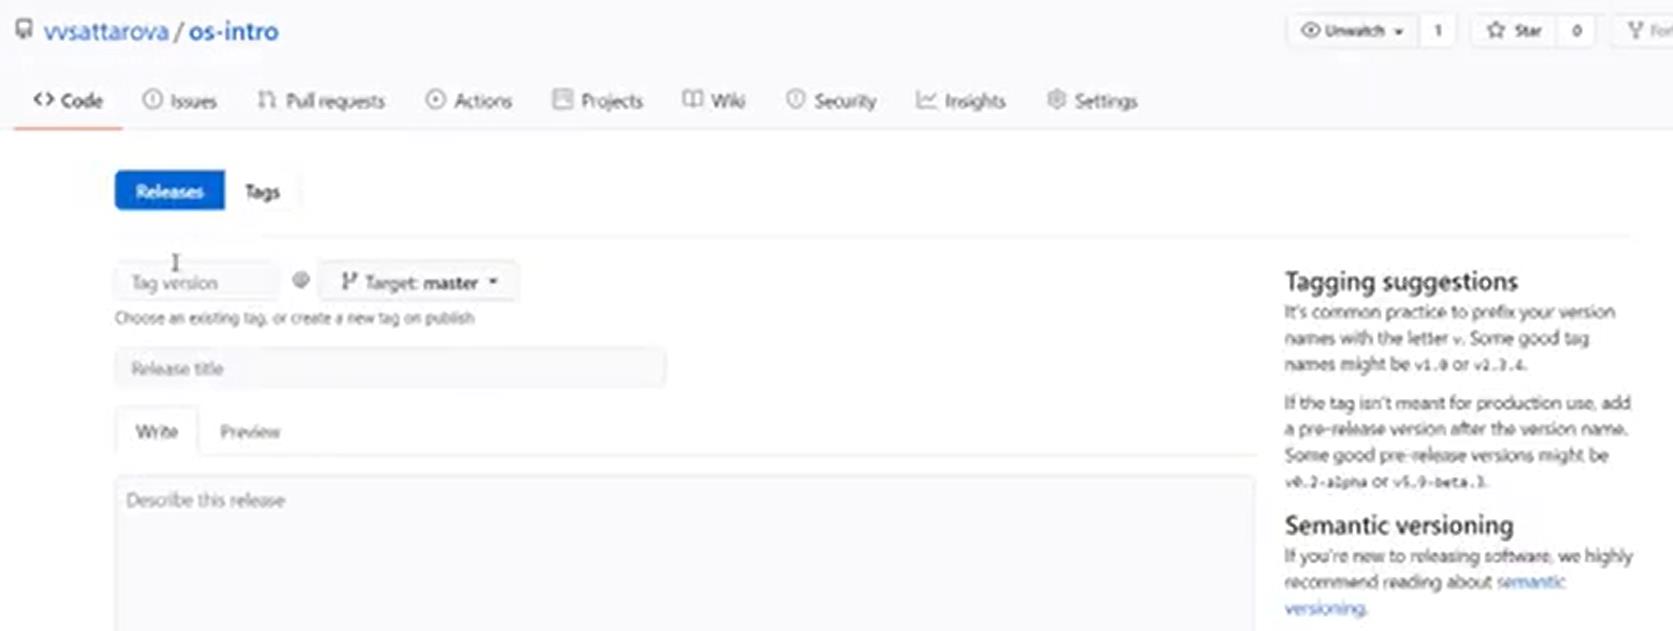 vvsattarova / os-intro
Unwatch 1 Star 0
Code Issues Pull requests Actions Projects Wiki Security Insights Settings
Releases Tags
Tag version @ Target: master
Choose an existing tag, or create a new tag on publish
Release title
Write Preview
Describe this release
Tagging suggestions
It's common practice to prefix your version
names with the letter v. Some good tag
names might be v1.0 or v2.3.4.
If the tag isn't meant for production use, add
a pre-release version after the version name.
Some good pre-release versions might be
v0.2-alpha or v5.9-beta.3.
Semantic versioning
If you're new to releasing software, we highly
recommend reading about semantic
versioning.